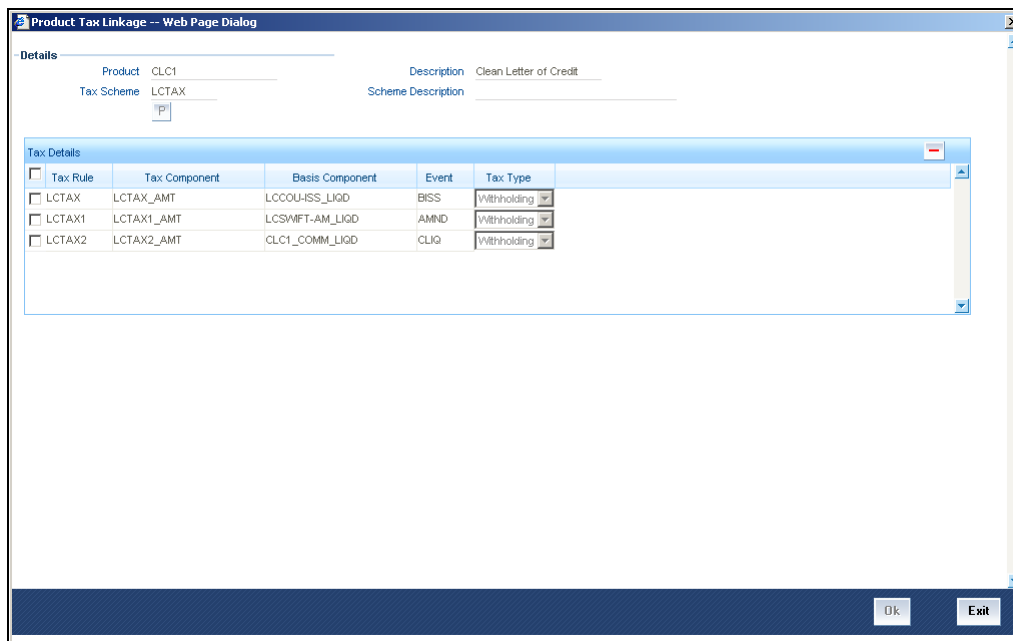 Product Tax Linkage -- Web Page Dialog
Details
Product CLC1 Description Clean Letter of Credit
Tax Scheme LCTAX Scheme Description
P
Tax Details
Tax Rule Tax Component Basis Component Event Tax Type
LCTAX LCTAX_AMT LCCOU-ISS_LIQD BISS Withholding
LCTAX1 LCTAX1_AMT LCSWIFT-AM_LIQD AMND Withholding
LCTAX2 LCTAX2_AMT CLC1_COMM_LIQD CLIQ Withholding
Ok Exit